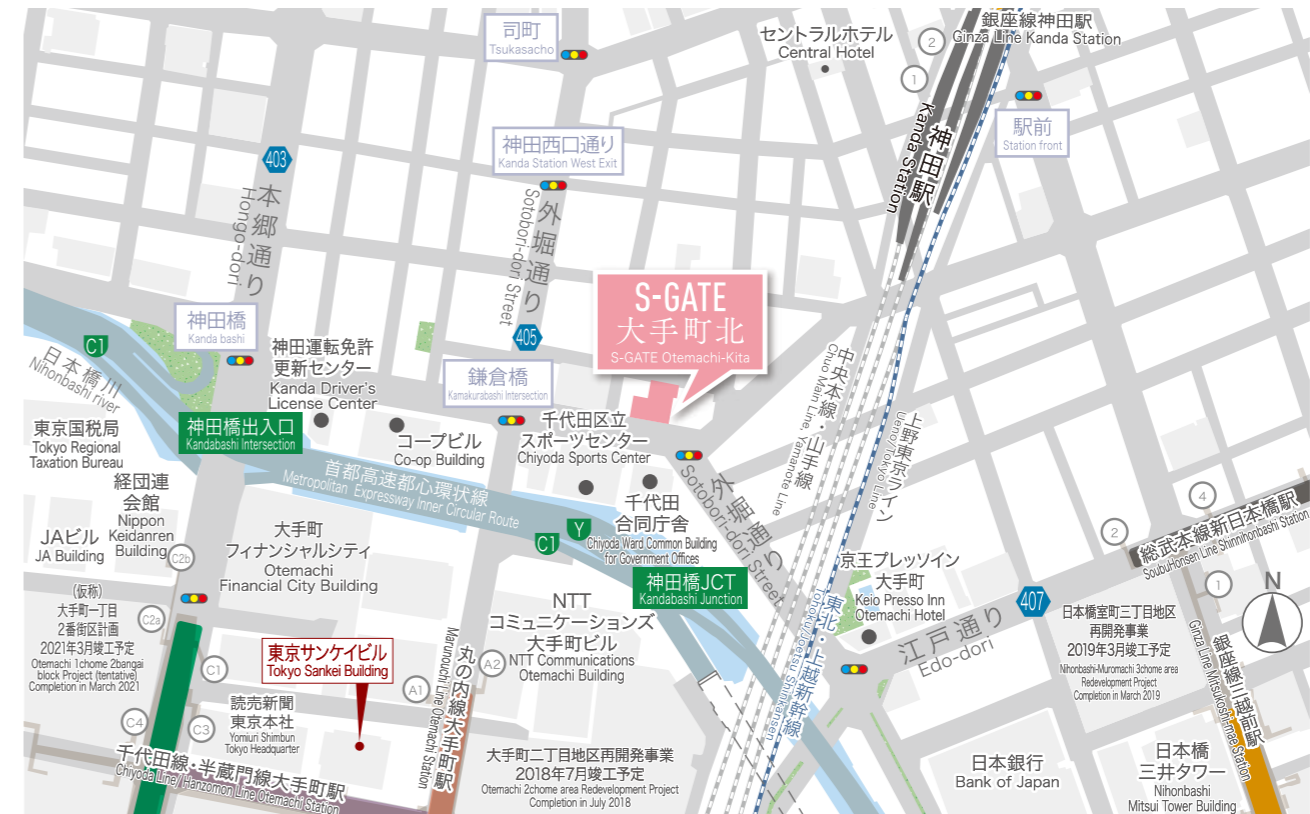 司町
Tsukasacho
セントラルホテル
Central Hotel
2
1
銀座線神田駅
Ginza Line Kanda Station
神田駅
Kanda Station
駅前
Station front
神田西口通り
Kanda Station West Exit
403
本郷通り
Hongo-dori
外堀通り
Sotobori-dori Street
405
S-GATE
大手町北
S-GATE Otemachi-Kita
神田橋
Kanda bashi
C1
日本橋川
Nihonbashi river
神田運転免許
更新センター
Kanda Driver's
License Center
鎌倉橋
Kamakurabashi Intersection
中央本線・山手線
Chuo Main Line, Yamanote Line
上野東京ライン
Ueno/Tokyo Line
東京国税局
Tokyo Regional
Taxation Bureau
神田橋出入口
Kandabashi Intersection
コープビル
Co-op Building
千代田区立
スポーツセンター
Chiyoda Sports Center
首都高速都心環状線
Metropolitan Expressway Inner Circular Route
千代田
合同庁舎
Chiyoda Ward Common Building
for Government Offices
外堀通り
Sotobori-dori Street
経団連
会館
Nippon
Keidanren
Building
JAビル
JA Building
C2b
大手町
フィナンシャルシティ
Otemachi
Financial City Building
C1
Y
神田橋JCT
Kandabashi Junction
4
2
総武本線新日本橋駅
SoubuHonsen Line Shinnihonbashi Station
1
N
京王プレッソイン
大手町
Keio Presso Inn
Otemachi Hotel
407
江戸通り
Edo-dori
東北・上越新幹線
Tohoku/Joetsu Shinkansen
(仮称)
大手町一丁目
2番街区計画
2021年3月竣工予定
Otemachi 1chome 2bangai
block Project (tentative)
Completion in March 2021
C2a
C1
東京サンケイビル
Tokyo Sankei Building
NTT
コミュニケーションズ
大手町ビル
NTT Communications
Otemachi Building
A2
A1
丸の内線大手町駅
Marunouchi Line Otemachi Station
日本橋室町三丁目地区
再開発事業
2019年3月竣工予定
Nihonbashi-Muromachi 3chome area
Redevelopment Project
Completion in March 2019
銀座線三越前駅
Ginza Line Mitsukoshi-mae Station
C4
C3
読売新聞
東京本社
Yomiuri Shimbun
Tokyo Headquarter
千代田線・半蔵門線大手町駅
Chiyoda Line/ Hanzomon Line Otemachi Station
大手町二丁目地区再開発事業
2018年7月竣工予定
Otemachi 2chome area Redevelopment Project
Completion in July 2018
日本銀行
Bank of Japan
日本橋
三井タワー
Nihonbashi
Mitsui Tower Building